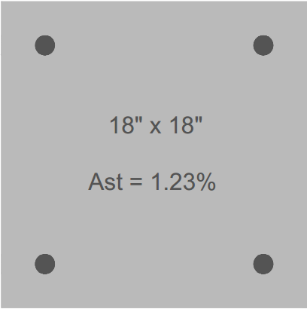 18" x 18"
Ast = 1.23%